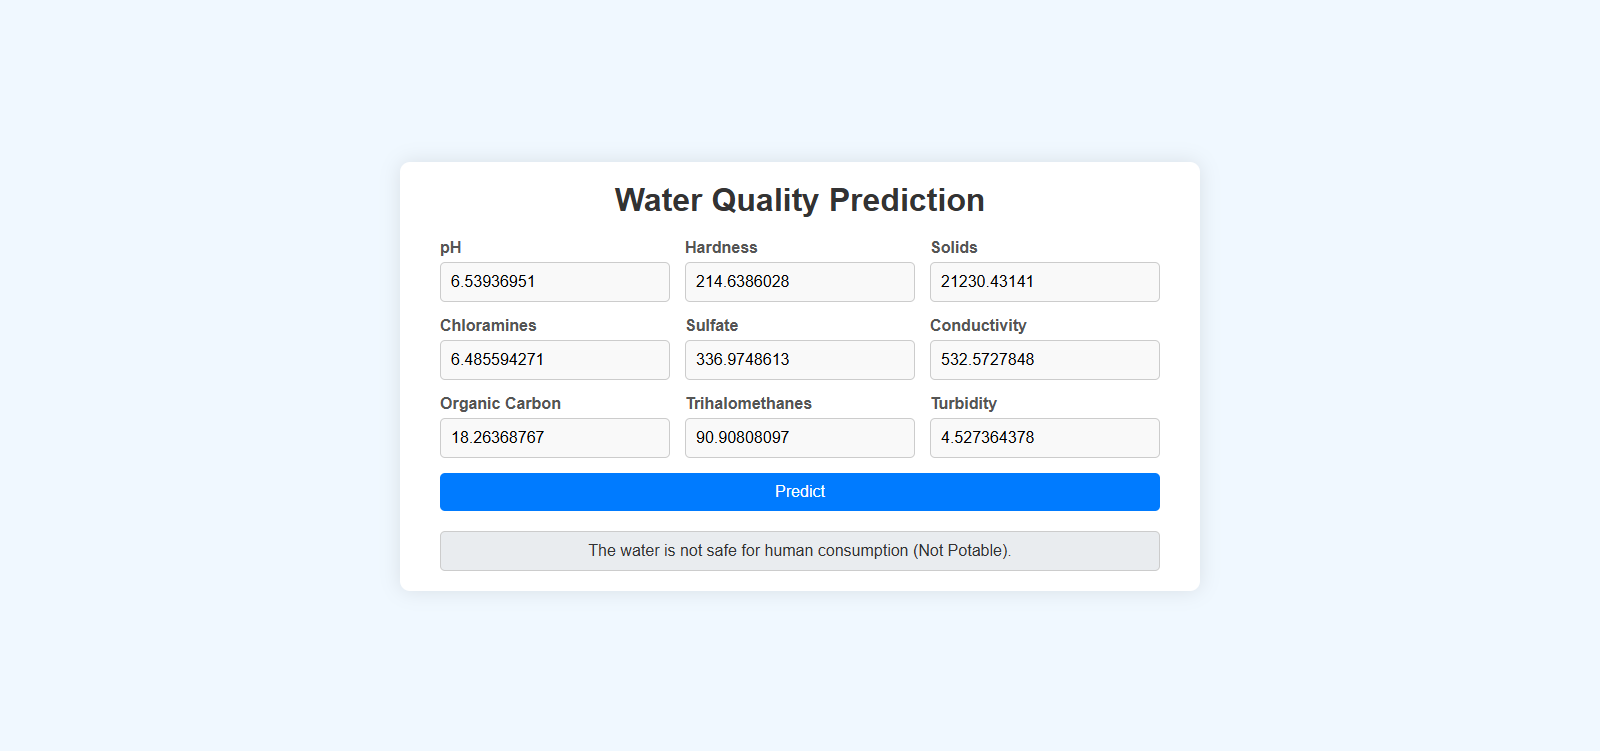 Water Quality Prediction
pH Hardness Solids
6.53936951 214.6386028 21230.43141
Chloramines Sulfate Conductivity
6.485594271 336.9748613 532.5727848
Organic Carbon Trihalomethanes Turbidity
18.26368767 90.90808097 4.527364378
Predict
The water is not safe for human consumption (Not Potable).